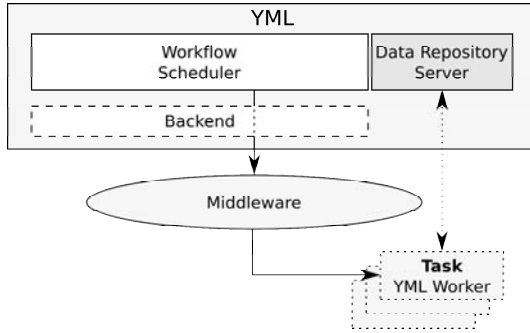 YML
Workflow
Scheduler
Data Repository
Server
Backend
Middleware
Task
YML Worker